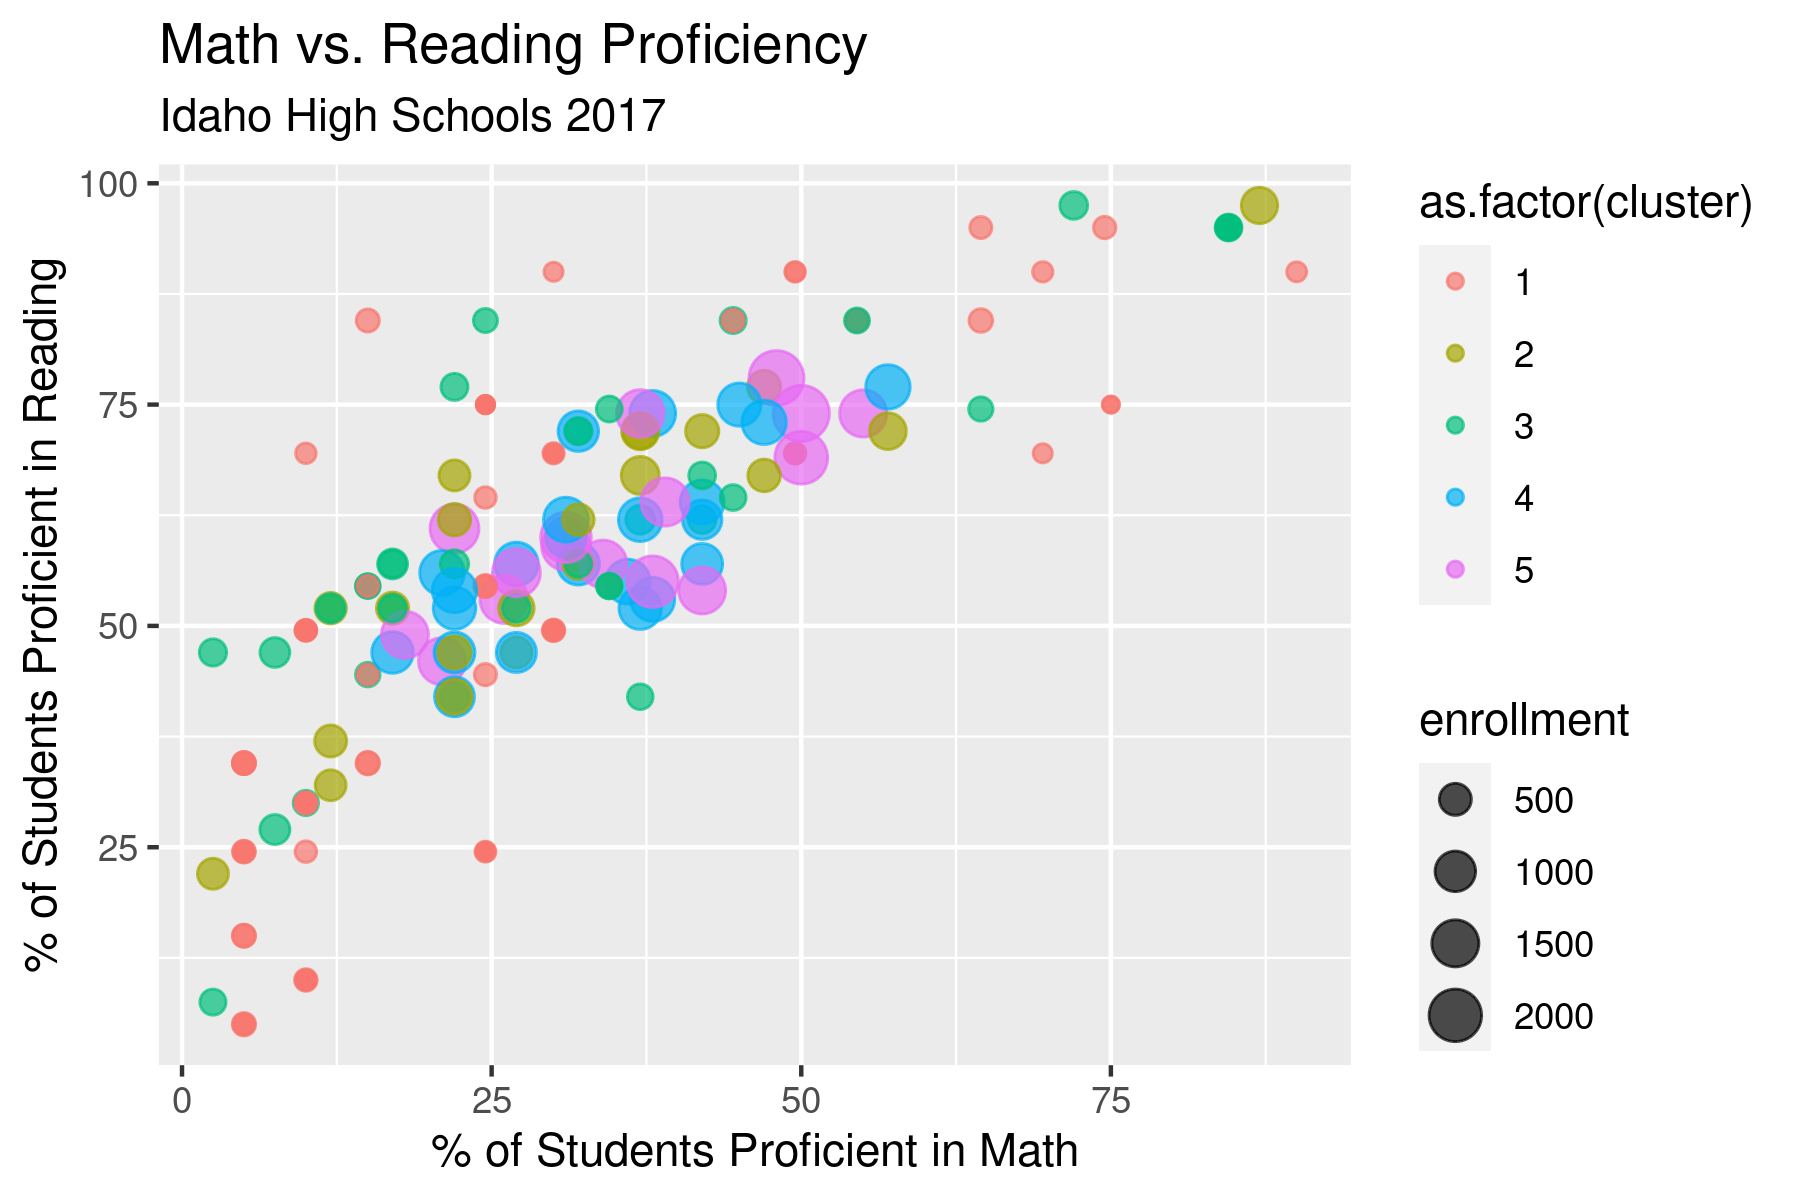 Math vs. Reading Proficiency
Idaho High Schools 2017
% of Students Proficient in Reading
100
75
50
25
0
25
50
75
% of Students Proficient in Math
as.factor(cluster)
1
2
3
4
5
enrollment
500
1000
1500
2000